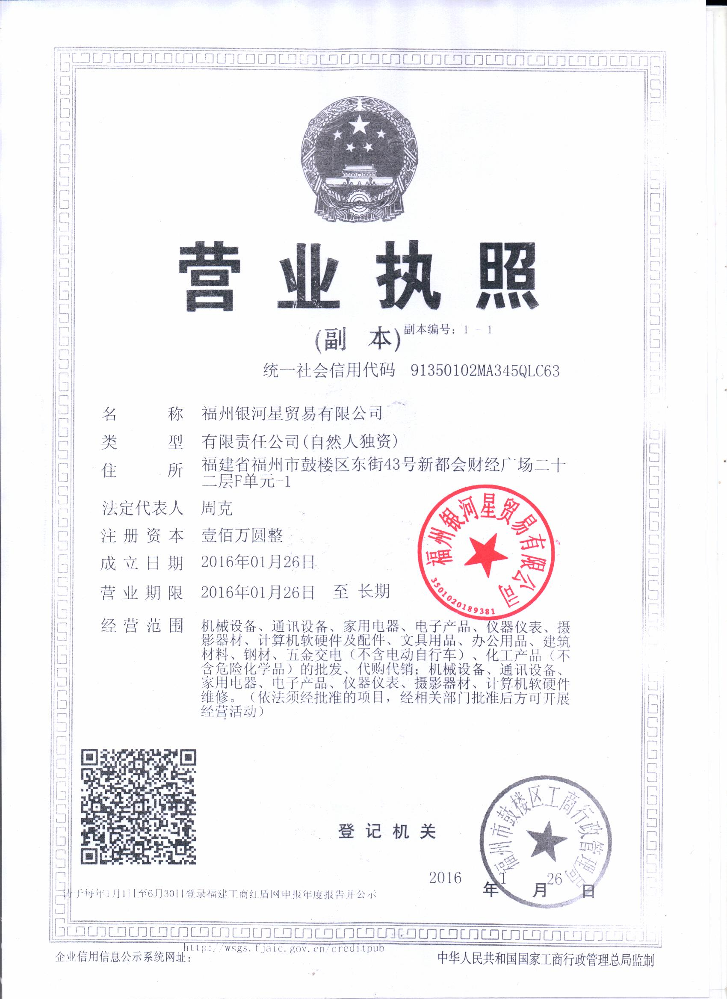 营业执照
(副 本) 副本编号：1 - 1
统一社会信用代码 91350102MA345QLC63
名 称 福州银河星贸易有限公司
类 型 有限责任公司(自然人独资)
住 所 福建省福州市鼓楼区东街43号新都会财经广场二十
二层F单元-1
法定代表人 周克
注册资本 壹佰万圆整
成立日期 2016年01月26日
营业期限 2016年01月26日 至 长期
福州银河星贸易有限公司
3501020189381
经营范围 机械设备、通讯设备、家用电器、电子产品、仪器仪表、摄
影器材、计算机软硬件及配件、文具用品、办公用品、建筑
材料、钢材、五金交电（不含电动自行车）、化工产品（不
含危险化学品）的批发、代购代销；机械设备、通讯设备、
家用电器、电子产品、仪器仪表、摄影器材、计算机软硬件
维修。（依法须经批准的项目，经相关部门批准后方可开展
经营活动）
登记机关
福州市鼓楼区工商行政管理局
2016 年 1 月 26 日
请于每年1月1日至6月30日登录福建工商红盾网申报年度报告并公示
http://wsgs.fjaic.gov.cn/creditpub
企业信用信息公示系统网址：
中华人民共和国国家工商行政管理总局监制